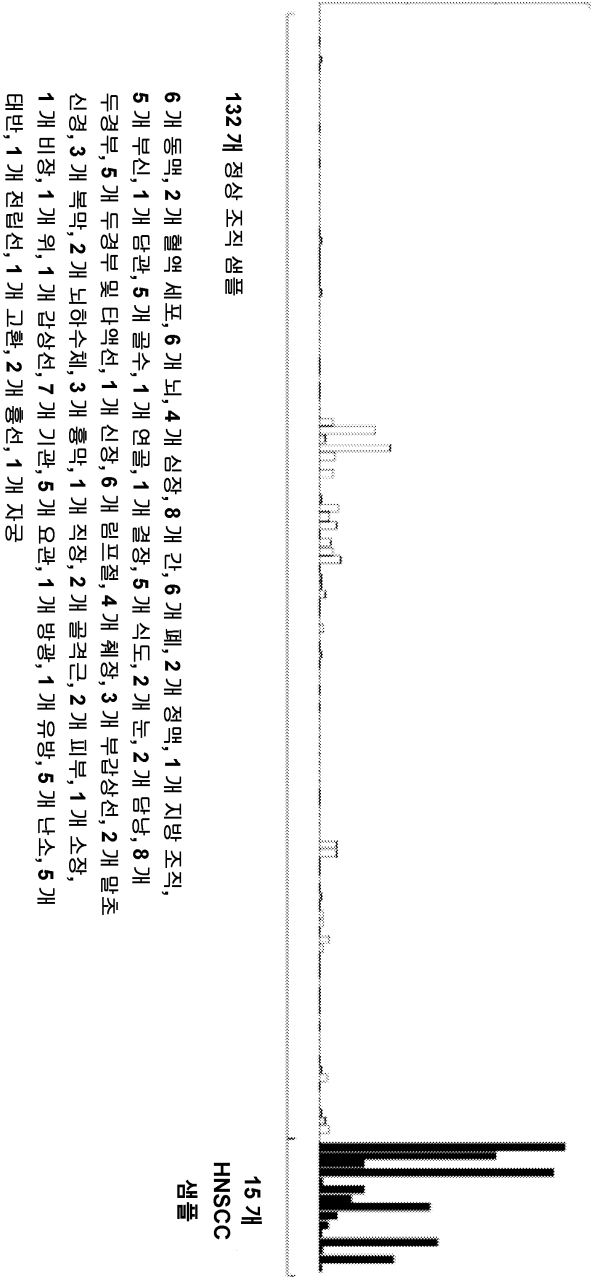 132 개 정상 조직 샘플
6 개 동맥, 2 개 혈액 세포, 6 개 뇌, 4 개 심장, 8 개 간, 6 개 폐, 2 개 정맥, 1 개 지방 조직,
5 개 부신, 1 개 담관, 5 개 골수, 1 개 연골, 1 개 결장, 5 개 식도, 2 개 눈, 2 개 담낭, 8 개
두경부, 5 개 두경부 및 타액선, 1 개 신장, 6 개 림프절, 4 개 췌장, 3 개 부갑상선, 2 개 말초
신경, 3 개 복막, 2 개 뇌하수체, 3 개 흉막, 1 개 직장, 2 개 골격근, 2 개 피부, 1 개 소장,
1 개 비장, 1 개 위, 1 개 갑상선, 7 개 기관, 5 개 요관, 1 개 방광, 1 개 유방, 5 개 난소, 5 개
태반, 1 개 전립선, 1 개 고환, 2 개 흉선, 1 개 자궁
15 개
HNSCC
샘플